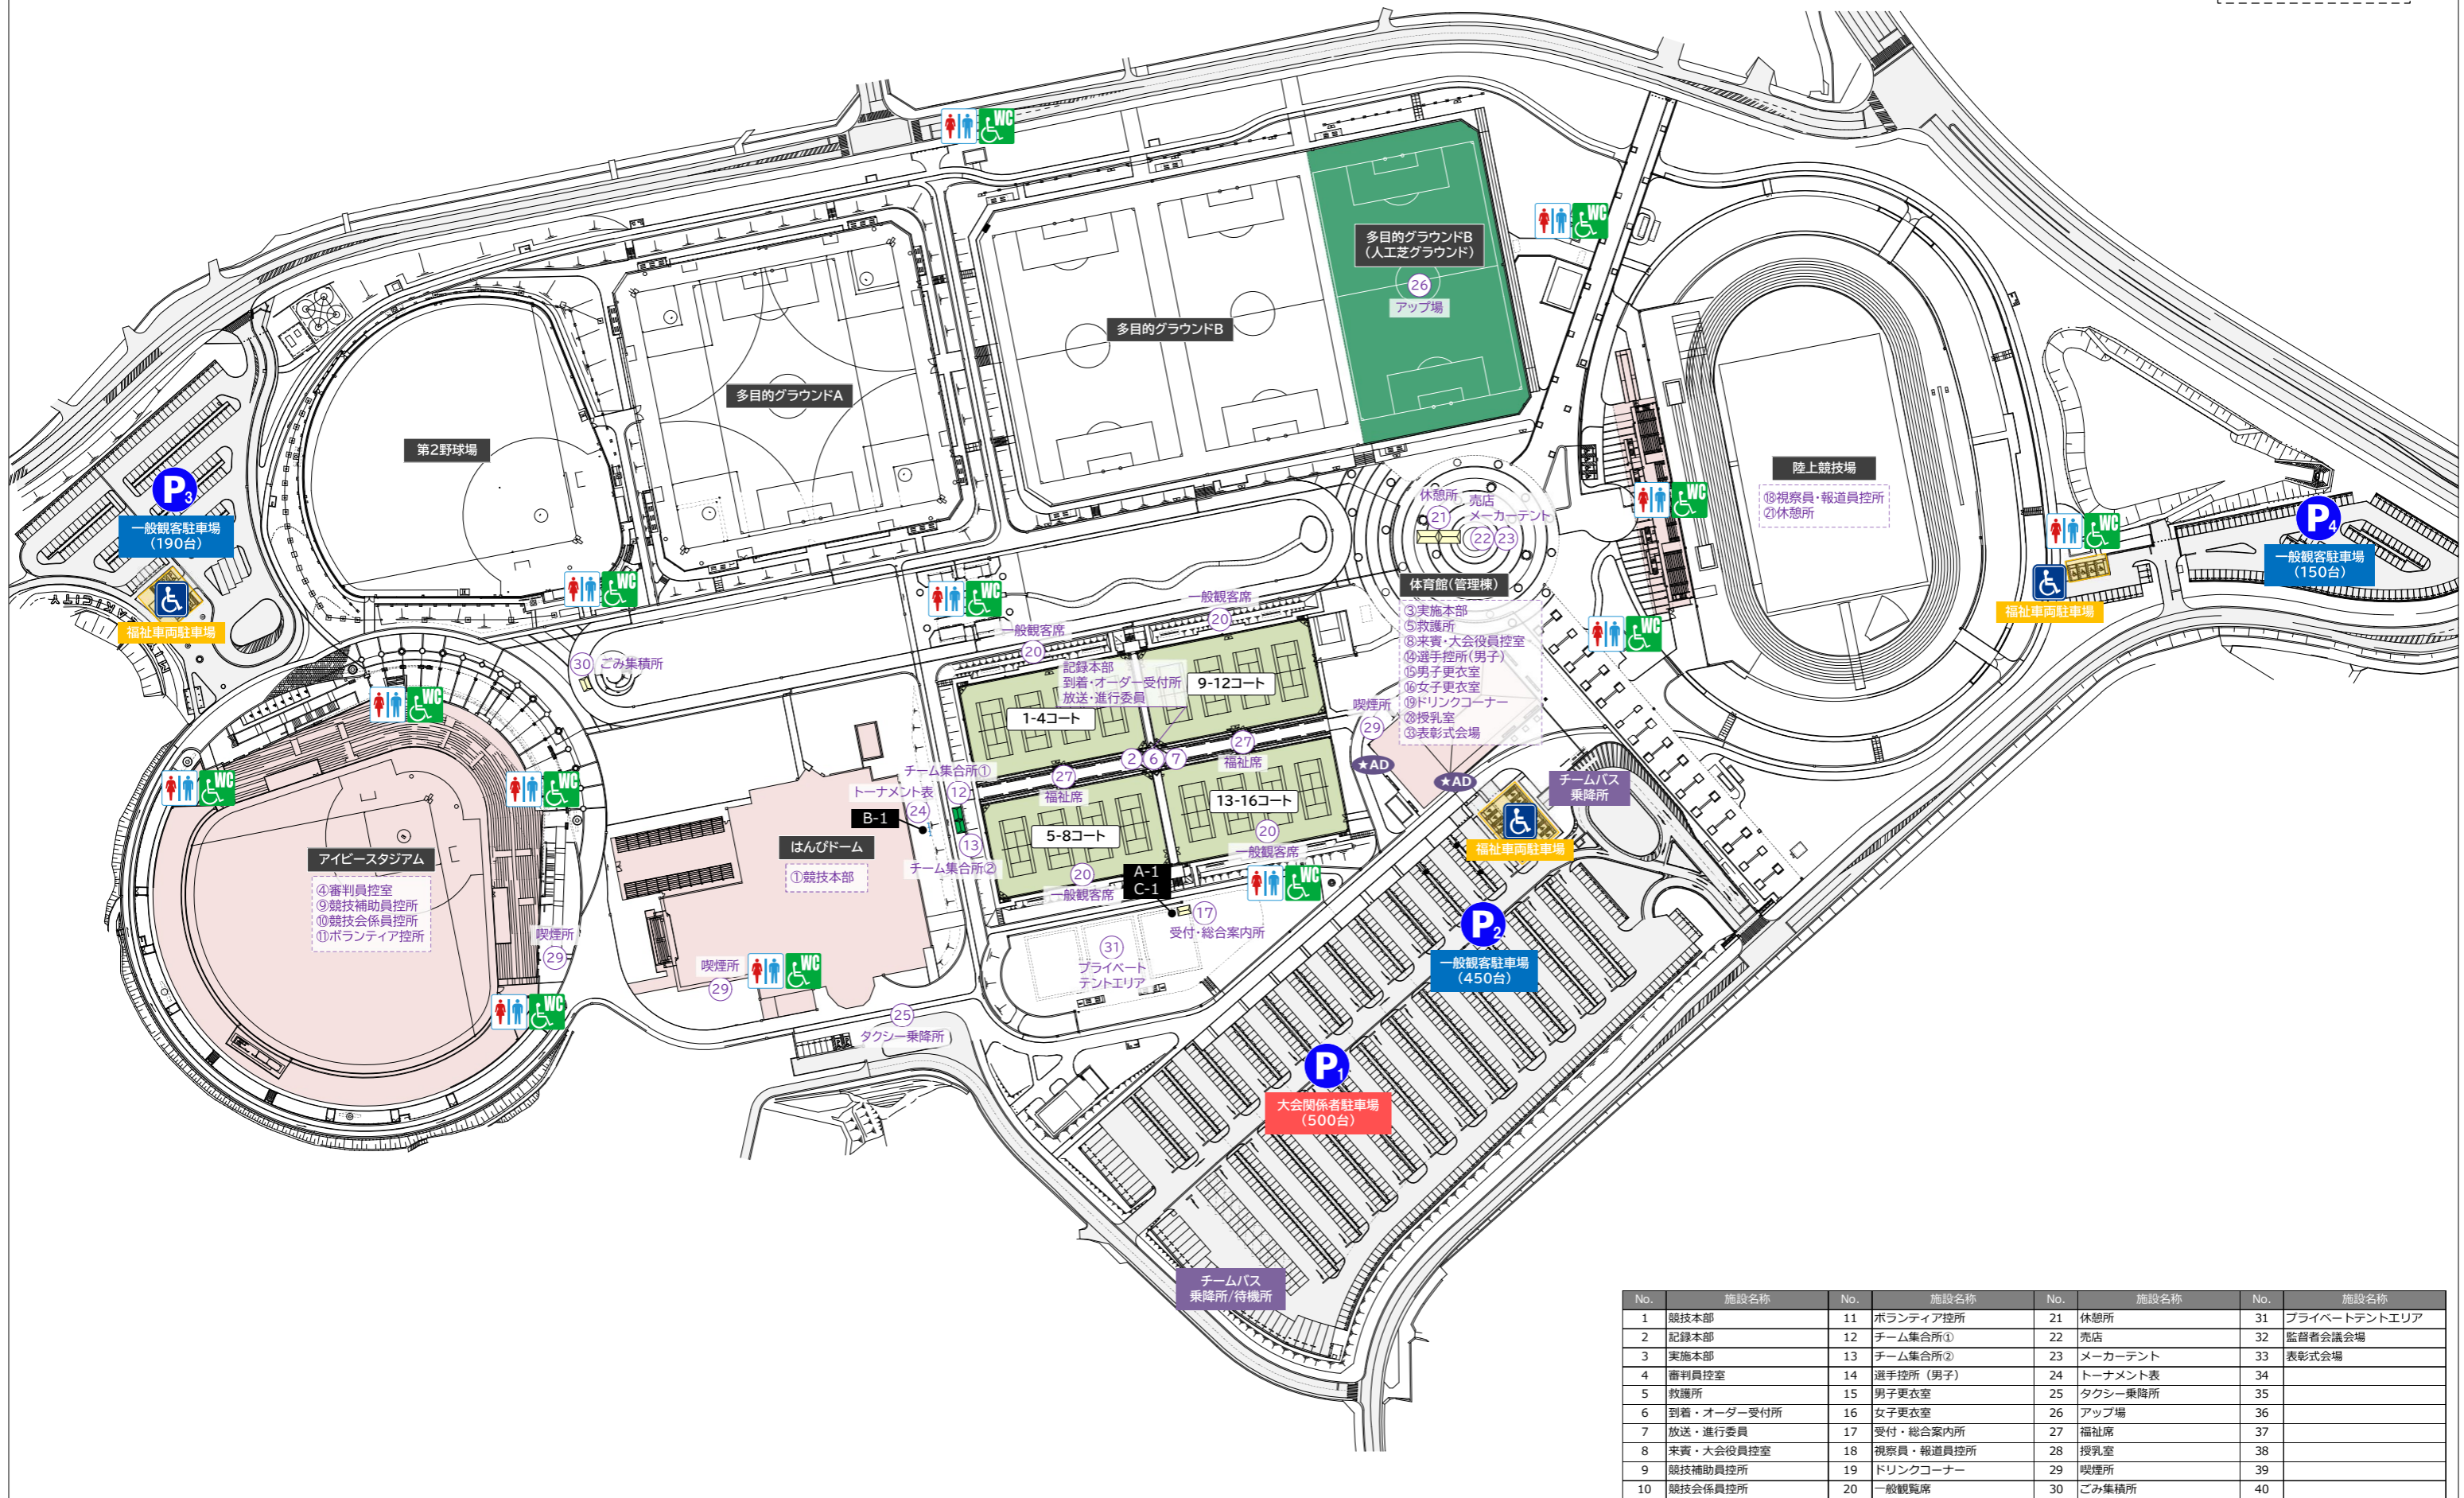 WC
WC
多目的グラウンドB
（人工芝グラウンド）
26
アップ場
多目的グラウンドB
多目的グラウンドA
第2野球場
陸上競技場
⑱視察員・報道員控所
㉑休憩所
P3
一般観客駐車場
（190台）
福祉車両駐車場
P4
一般観客駐車場
（150台）
福祉車両駐車場
WC
WC
WC
WC
WC
休憩所
21
売店
メーカーテント
22 23
体育館(管理棟)
③実施本部
⑤救護所
⑧来賓・大会役員控室
⑭選手控所(男子)
⑮男子更衣室
⑯女子更衣室
⑲ドリンクコーナー
㉘授乳室
㉝表彰式会場
一般観客席
20
一般観客席
20
30 ごみ集積所
記録本部
到着・オーダー受付所
放送・進行委員
9-12コート
1-4コート
2 6 7
27
福祉席
27
福祉席
喫煙所
29
★AD
★AD
チームバス
乗降所
福祉車両駐車場
チーム集合所①
12
トーナメント表
24
B-1
13
チーム集合所②
5-8コート
13-16コート
20
一般観客席
20
一般観客席
A-1
C-1
WC
17
受付・総合案内所
31
プライベート
テントエリア
はんぴドーム
①競技本部
WC
WC
WC
アイビースタジアム
④審判員控室
⑨競技補助員控所
⑩競技会係員控所
⑪ボランティア控所
喫煙所
29
WC
喫煙所
29
WC
25
タクシー乗降所
P2
一般観客駐車場
（450台）
P1
大会関係者駐車場
（500台）
チームバス
乗降所/待機所
No. 施設名称 No. 施設名称 No. 施設名称 No. 施設名称
1 競技本部 11 ボランティア控所 21 休憩所 31 プライベートテントエリア
2 記録本部 12 チーム集合所① 22 売店 32 監督者会議会場
3 実施本部 13 チーム集合所② 23 メーカーテント 33 表彰式会場
4 審判員控室 14 選手控所（男子） 24 トーナメント表 34
5 救護所 15 男子更衣室 25 タクシー乗降所 35
6 到着・オーダー受付所 16 女子更衣室 26 アップ場 36
7 放送・進行委員 17 受付・総合案内所 27 福祉席 37
8 来賓・大会役員控室 18 視察員・報道員控所 28 授乳室 38
9 競技補助員控所 19 ドリンクコーナー 29 喫煙所 39
10 競技会係員控所 20 一般観覧席 30 ごみ集積所 40